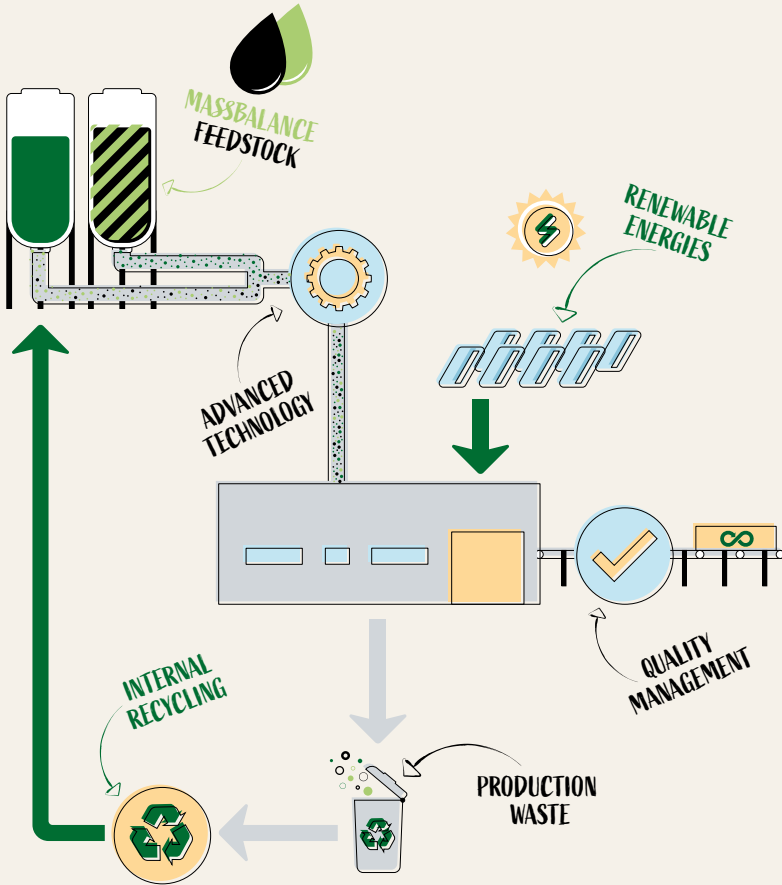 MASSBALANCE
FEEDSTOCK
RENEWABLE
ENERGIES
ADVANCED
TECHNOLOGY
QUALITY
MANAGEMENT
INTERNAL
RECYCLING
PRODUCTION
WASTE